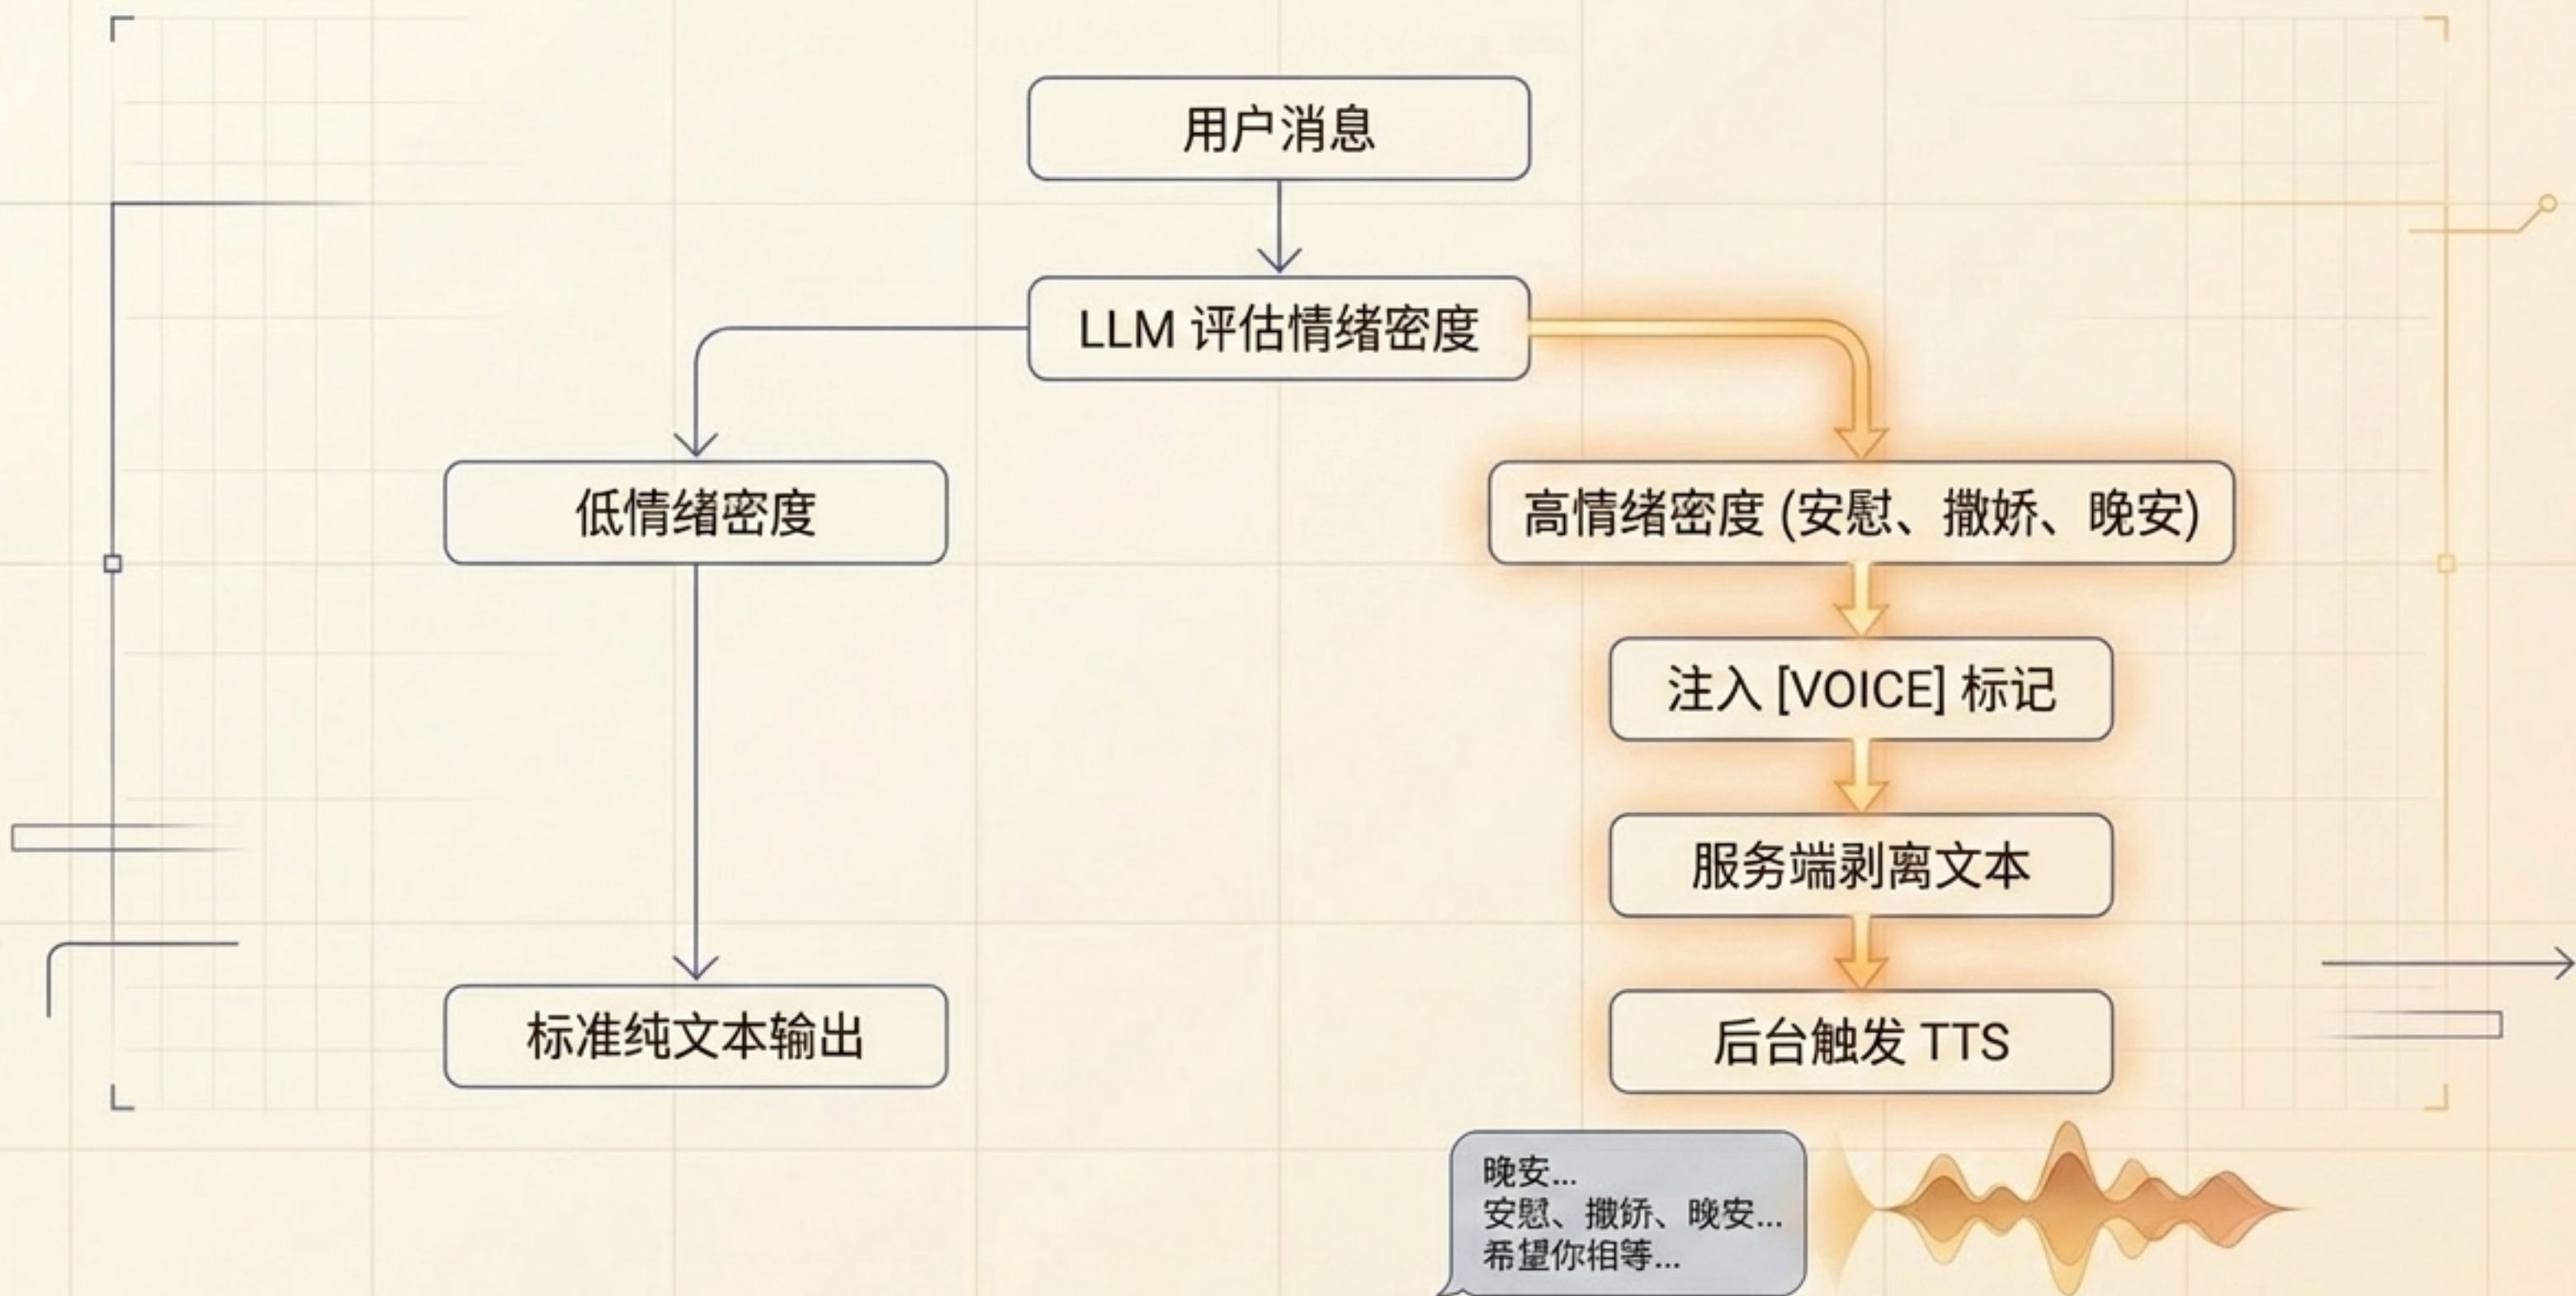 用户消息
LLM 评估情绪密度
低情绪密度
高情绪密度 (安慰、撒娇、晚安)
注入 [VOICE] 标记
服务端剥离文本
标准纯文本输出
后台触发 TTS
晚安...
安慰、撒娇、晚安...
希望你相等...